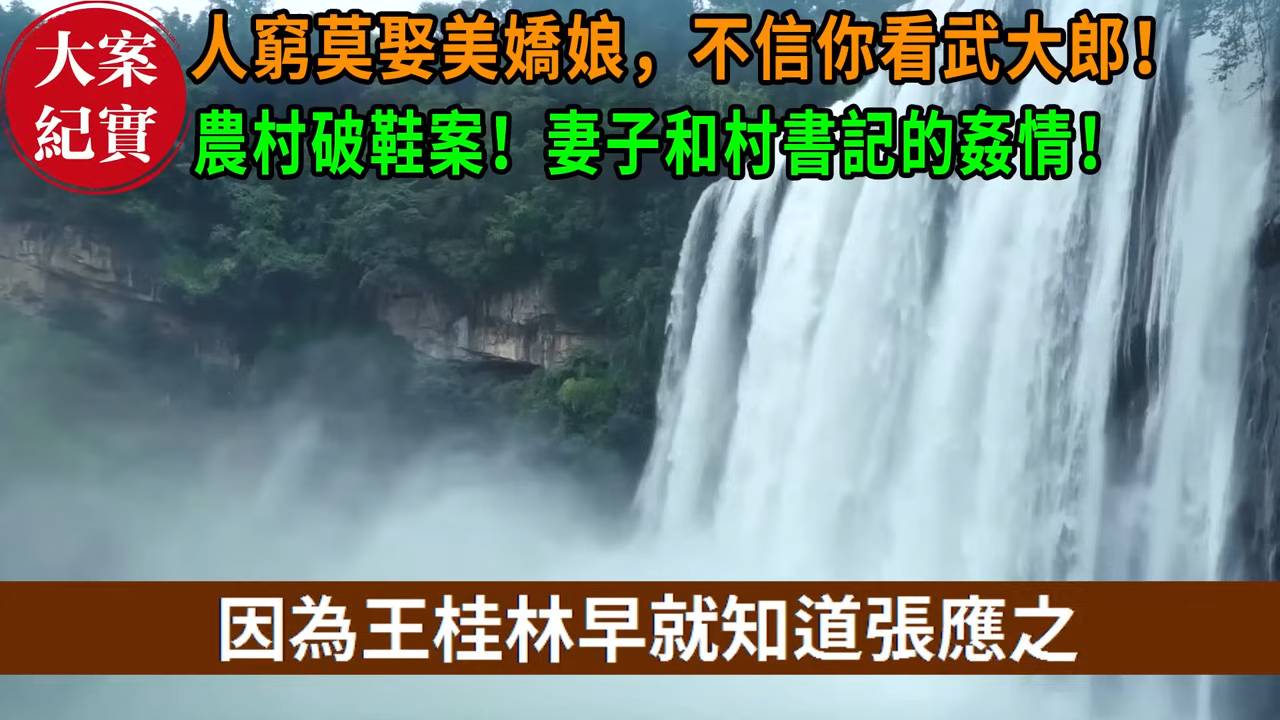 大案
紀實
人窮莫娶美嬌娘，不信你看武大郎！
農村破鞋案！妻子和村書記的姦情！
因為王桂林早就知道張應之